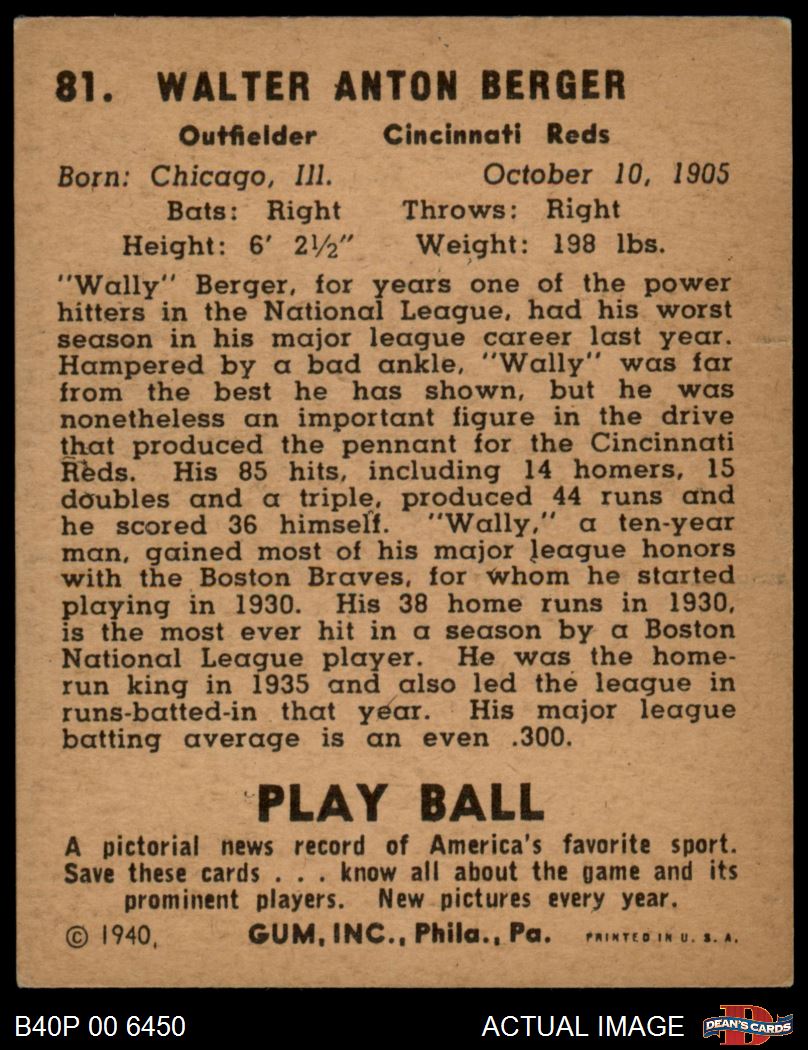 81. WALTER ANTON BERGER
Outfielder Cincinnati Reds
Born: Chicago, Ill. October 10, 1905
Bats: Right Throws: Right
Height: 6' 2½" Weight: 198 lbs.
"Wally" Berger, for years one of the power
hitters in the National League, had his worst
season in his major league career last year.
Hampered by a bad ankle, "Wally" was far
from the best he has shown, but he was
nonetheless an important figure in the drive
that produced the pennant for the Cincinnati
Reds. His 85 hits, including 14 homers, 15
doubles and a triple, produced 44 runs and
he scored 36 himself. "Wally," a ten-year
man, gained most of his major league honors
with the Boston Braves, for whom he started
playing in 1930. His 38 home runs in 1930,
is the most ever hit in a season by a Boston
National League player. He was the home-
run king in 1935 and also led the league in
runs-batted-in that year. His major league
batting average is an even .300.
PLAY BALL
A pictorial news record of America's favorite sport.
Save these cards . . . know all about the game and its
prominent players. New pictures every year.
© 1940, GUM, INC., Phila., Pa. PRINTED IN U. S. A.
B40P 00 6450 ACTUAL IMAGE D DEAN'S CARDS